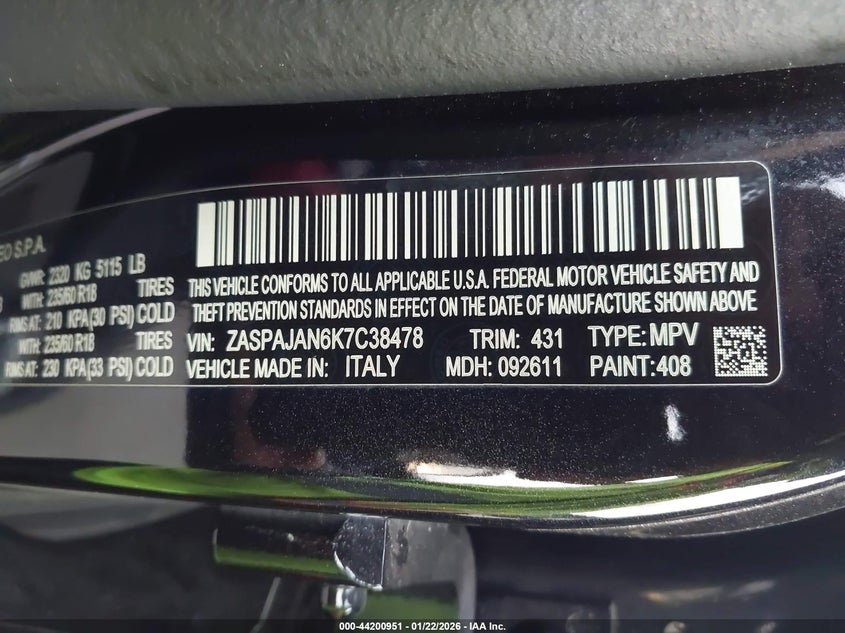 EO S.P.A.
GVWR: 2320 KG 5115 LB
WITH: 235/60 R18 TIRES
RIMS AT: 210 KPA(30 PSI) COLD
WITH: 235/60 R18 TIRES
RIMS AT: 230 KPA(33 PSI) COLD
THIS VEHICLE CONFORMS TO ALL APPLICABLE U.S.A. FEDERAL MOTOR VEHICLE SAFETY AND
THEFT PREVENTION STANDARDS IN EFFECT ON THE DATE OF MANUFACTURE SHOWN ABOVE
VIN: ZASPAJAN6K7C38478 TRIM: 431 TYPE: MPV
VEHICLE MADE IN: ITALY MDH: 092611 PAINT: 408
000-44200951 - 01/22/2026 - IAA Inc.